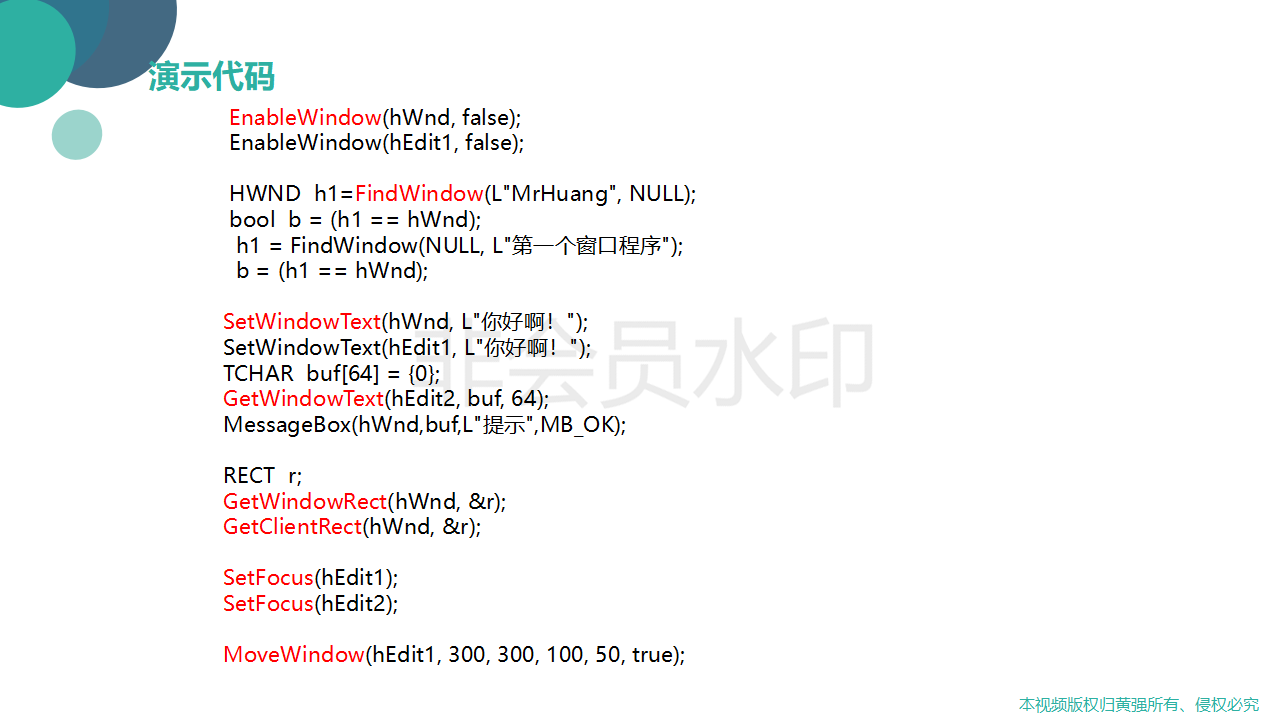 演示代码
EnableWindow(hWnd, false);
EnableWindow(hEdit1, false);
HWND  h1=FindWindow(L"MrHuang", NULL);
bool  b = (h1 == hWnd);
h1 = FindWindow(NULL, L"第一个窗口程序");
b = (h1 == hWnd);
SetWindowText(hWnd, L"你好啊！");
SetWindowText(hEdit1, L"你好啊！");
TCHAR  buf[64] = {0};
GetWindowText(hEdit2, buf, 64);
MessageBox(hWnd,buf,L"提示",MB_OK);
非会员水印
RECT  r;
GetWindowRect(hWnd, &r);
GetClientRect(hWnd, &r);
SetFocus(hEdit1);
SetFocus(hEdit2);
MoveWindow(hEdit1, 300, 300, 100, 50, true);
本视频版权归黄强所有、侵权必究